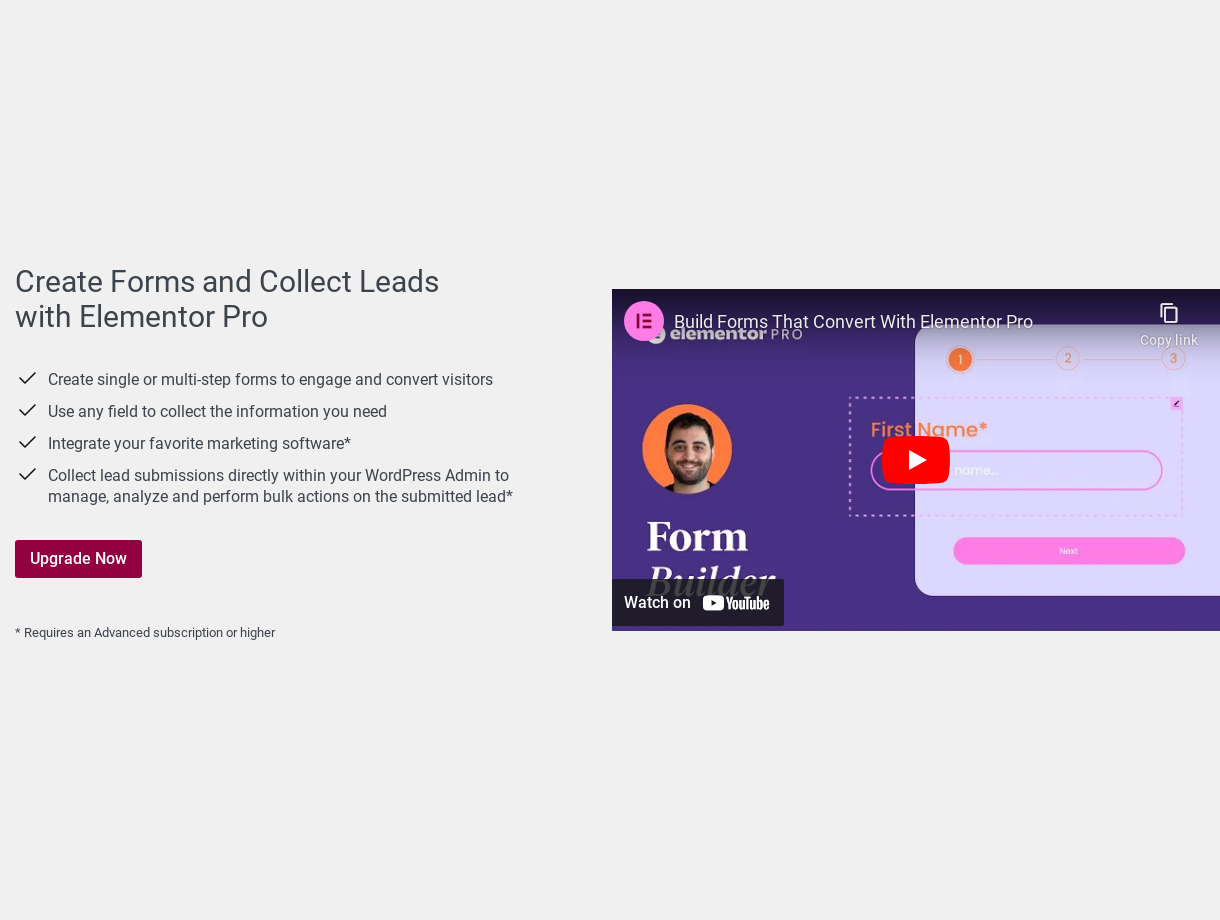 Create Forms and Collect Leads
with Elementor Pro
Create single or multi-step forms to engage and convert visitors
Use any field to collect the information you need
Integrate your favorite marketing software*
Collect lead submissions directly within your WordPress Admin to
manage, analyze and perform bulk actions on the submitted lead*
Upgrade Now
* Requires an Advanced subscription or higher
Build Forms That Convert With Elementor Pro
Copy link
elementor PRO
1 2 3
First Name*
name...
Next
Form
Builder
Watch on YouTube